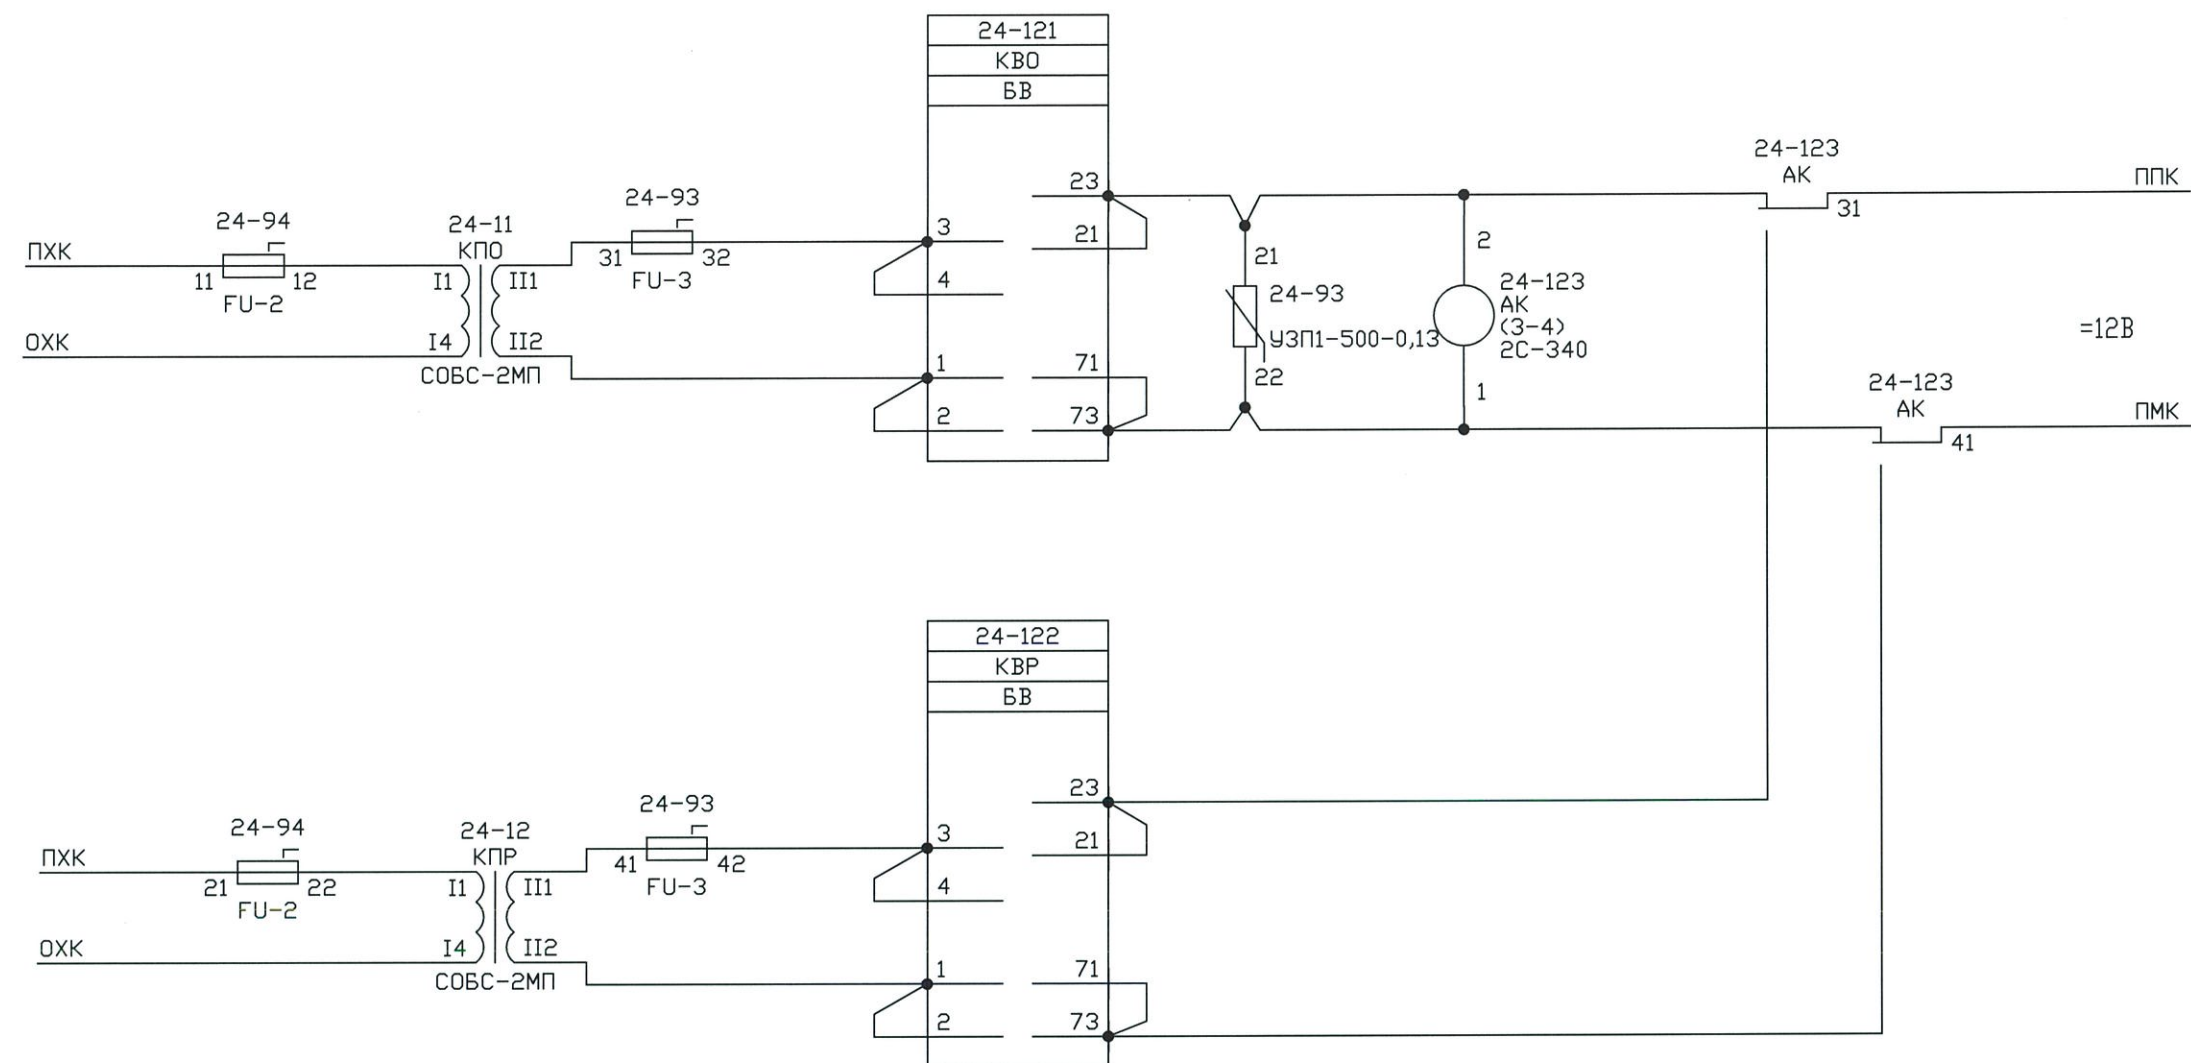 24-121
КВО
БВ
24-94
ПХК
11
12
FU-2
24-11
КПО
I1
II1
ОХК
I4
II2
СОБС-2МП
24-93
31
32
FU-3
3
4
1
2
23
21
71
73
21
24-93
УЗП1-500-0,13
22
2
24-123
АК
(3-4)
2С-340
1
24-123
АК
31
ППК
=12В
24-123
АК
41
ПМК
24-122
КВР
БВ
24-94
ПХК
21
22
FU-2
24-12
КПР
I1
II1
ОХК
I4
II2
СОБС-2МП
24-93
41
42
FU-3
3
4
1
2
23
21
71
73